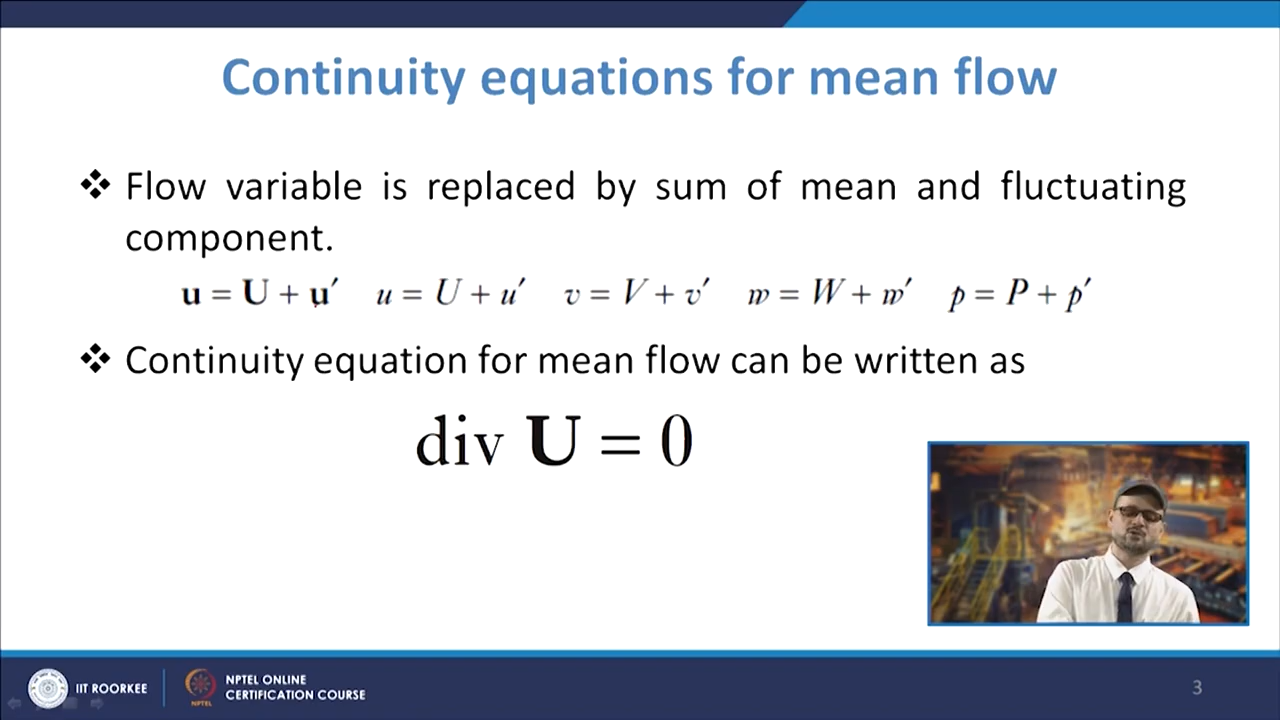 Continuity equations for mean flow
❖ Flow variable is replaced by sum of mean and fluctuating
component.
u = U + u′ u = U + u′ v = V + v′ w = W + w′ p = P + p′
❖ Continuity equation for mean flow can be written as
div U = 0
IIT ROORKEE
NPTEL
NPTEL ONLINE
CERTIFICATION COURSE
3